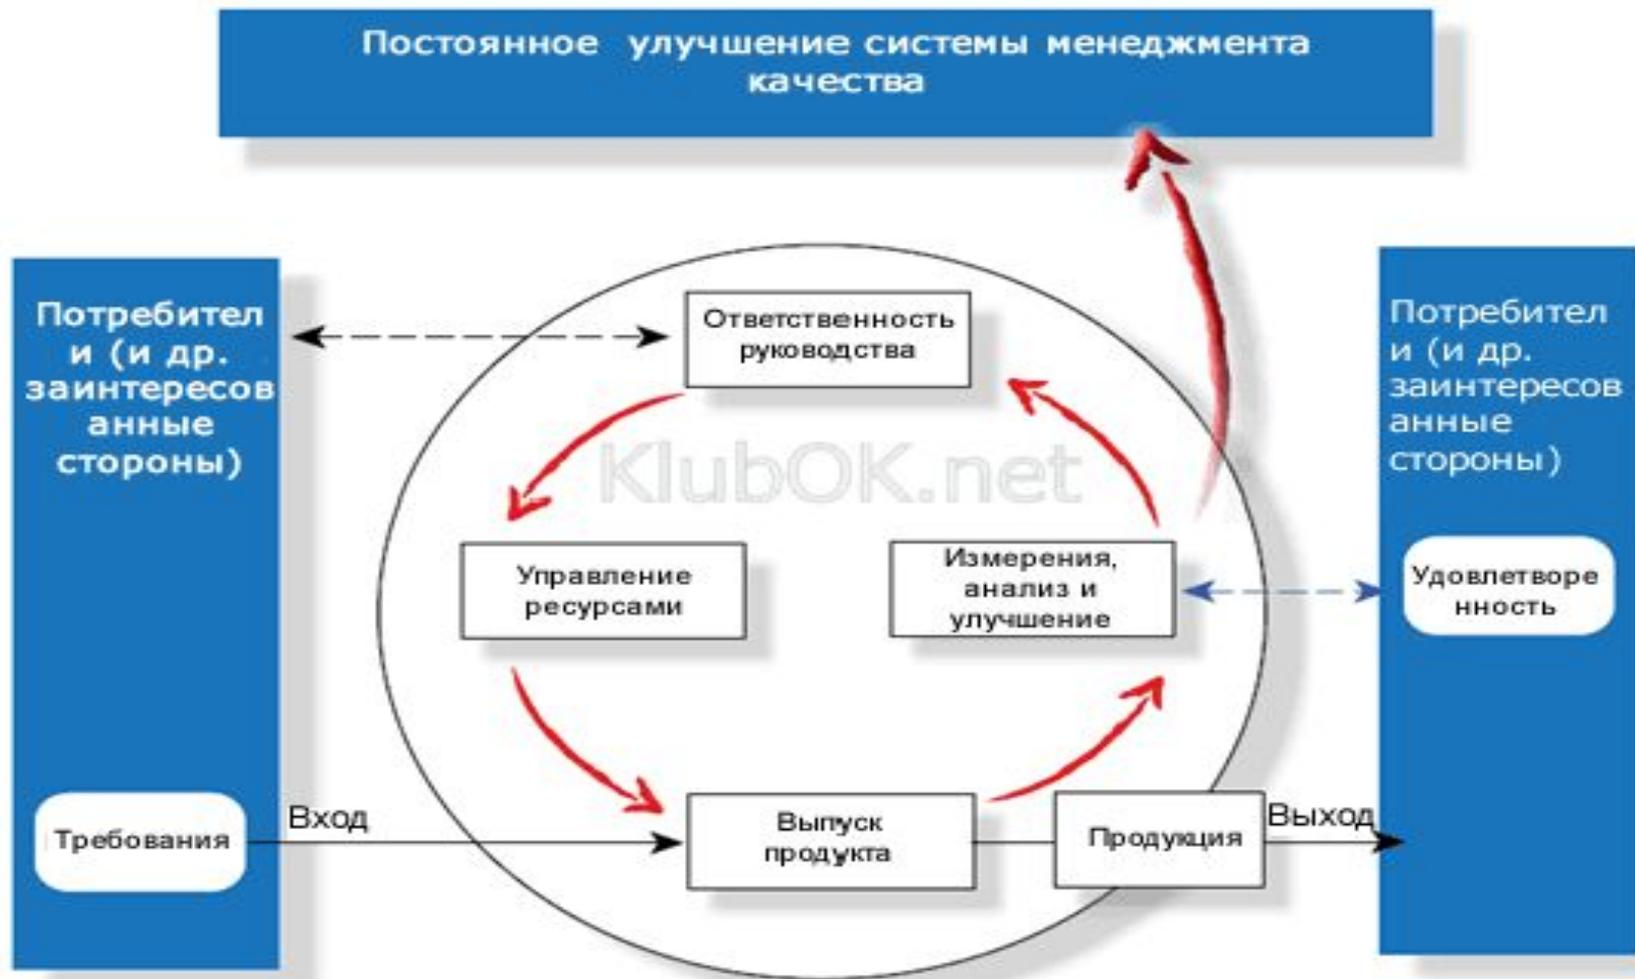 Постоянное улучшение системы менеджмента
качества
Потребител
и (и др.
заинтересов
анные
стороны)
Требования
Вход
Ответственность
руководства
KlubOK.net
Управление
ресурсами
Измерения,
анализ и
улучшение
Выпуск
продукта
Продукция
Выход
Потребител
и (и др.
заинтересов
анные
стороны)
Удовлетворе
нность